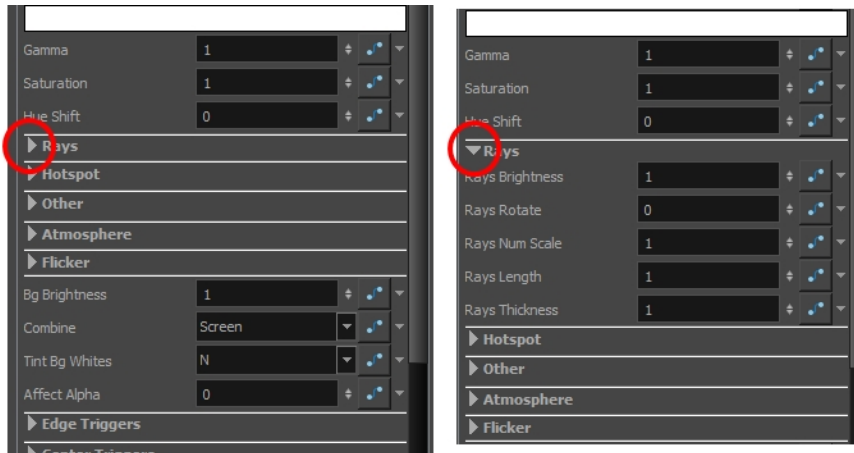 Gamma 1
Saturation 1
Hue Shift 0
Rays
Hotspot
Other
Atmosphere
Flicker
Bg Brightness 1
Combine Screen
Tint Bg Whites N
Affect Alpha 0
Edge Triggers
Center Triggers
Gamma 1
Saturation 1
Hue Shift 0
Rays
Rays Brightness 1
Rays Rotate 0
Rays Num Scale 1
Rays Length 1
Rays Thickness 1
Hotspot
Other
Atmosphere
Flicker